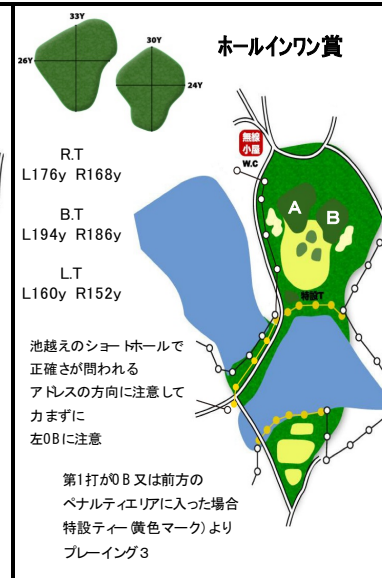 33Y
30Y
ホールインワン賞
26Y
24Y
無線
小屋
W.C
R.T
L176y R168y
A
B
B.T
L194y R186y
L.T
L160y R152y
特設T
池越えのショートホールで
正確さが問われる
アドレスの方向に注意して
力まずに
左OBに注意
第1打がOB又は前方の
ペナルティエリアに入った場合
特設ティー(黄色マーク)より
プレーイング3